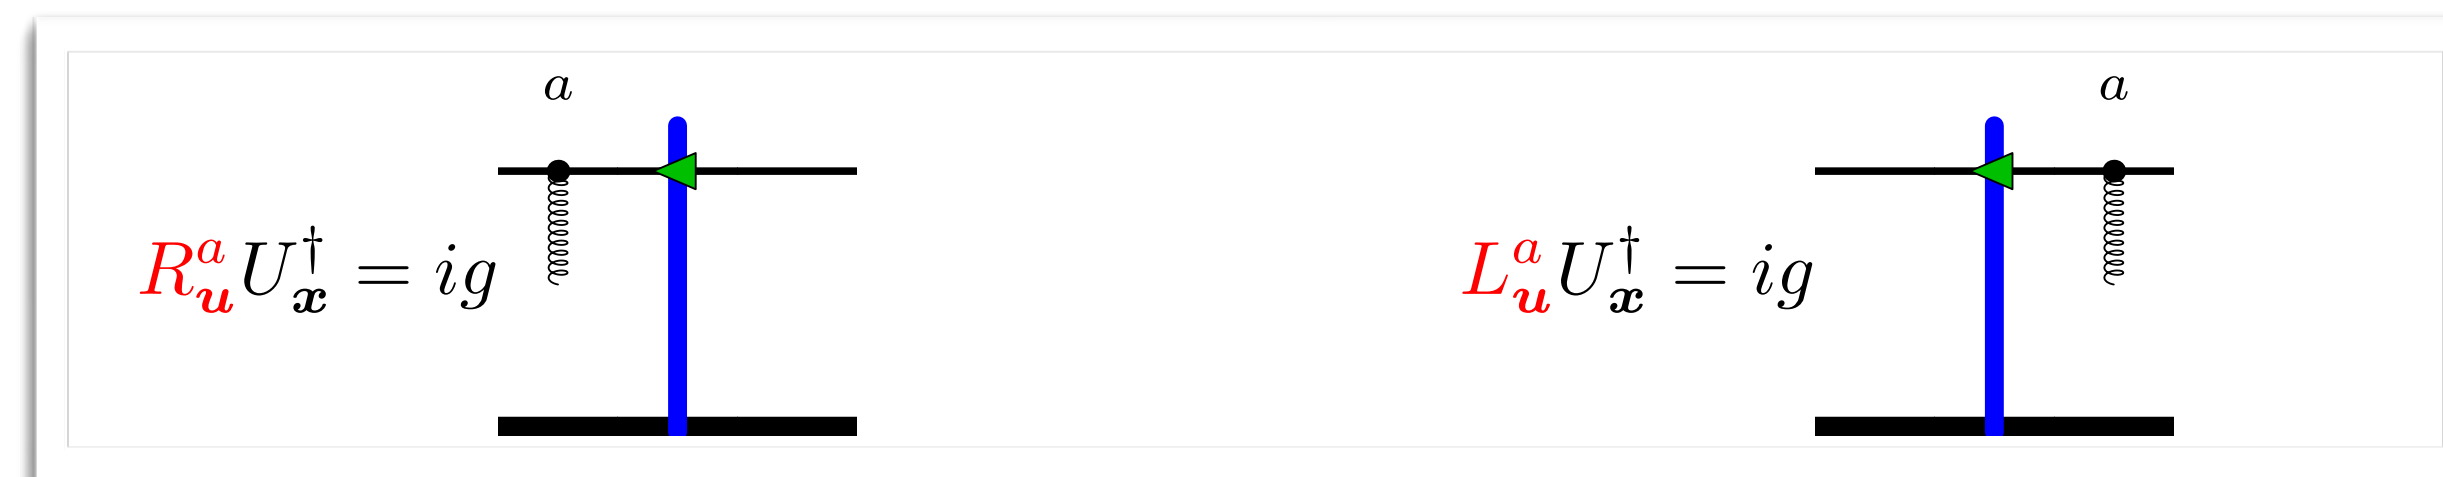 a a
R^a_u U^†_x = ig L^a_u U^†_x = ig